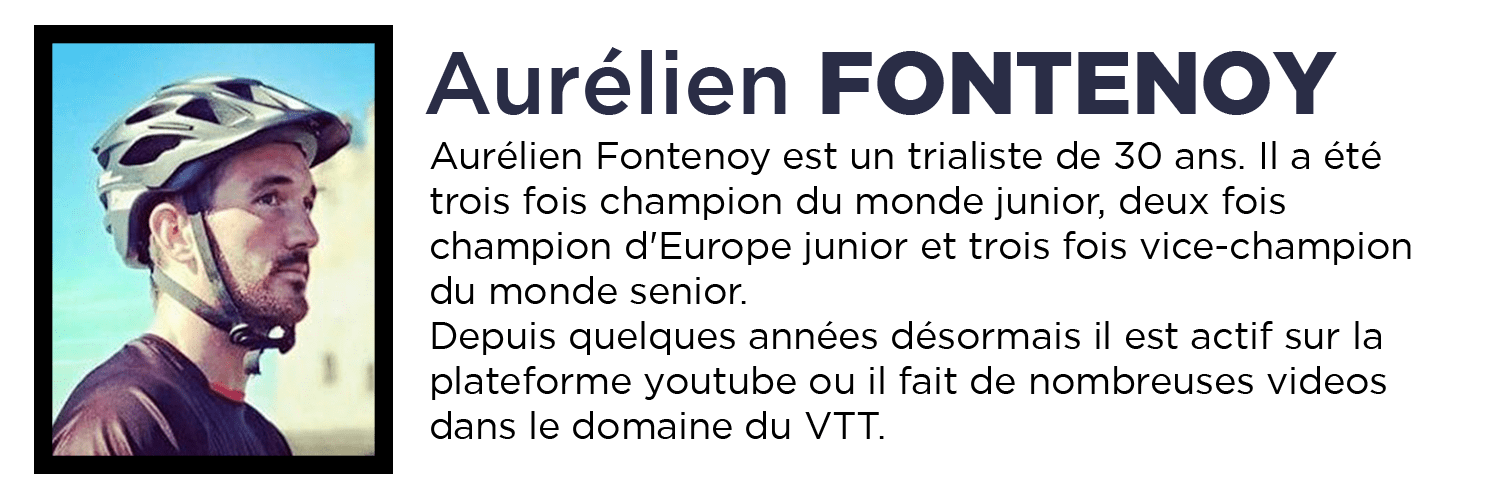 Aurélien FONTENOY
Aurélien Fontenoy est un trialiste de 30 ans. Il a été
trois fois champion du monde junior, deux fois
champion d'Europe junior et trois fois vice-champion
du monde senior.
Depuis quelques années désormais il est actif sur la
plateforme youtube ou il fait de nombreuses videos
dans le domaine du VTT.